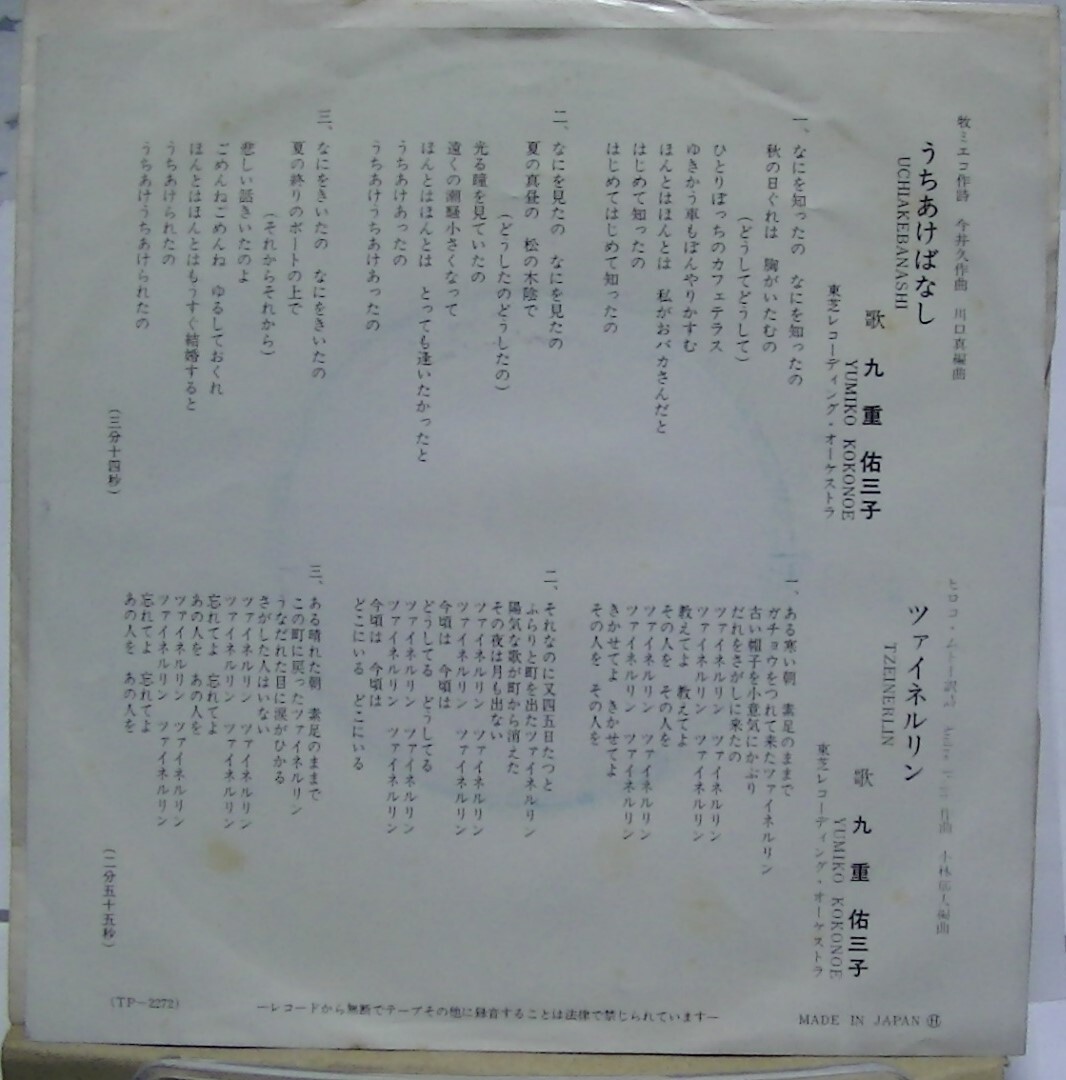 牧ミエコ作詩 今井久作曲 川口真編曲
うちあけばなし
UCHIAKEBANASHI
歌 九重佑三子
YUMIKO KOKONOE
東芝レコーディング・オーケストラ
一、なにを知ったの なにを知ったの
秋の日ぐれは 胸がいたむの
(どうしてどうして)
ひとりぼっちのカフェテラス
ゆきかう車もぼんやりかすむ
ほんとはほんとは 私がおバカさんだと
はじめて知ったの
はじめてはじめて知ったの
二、なにを見たの なにを見たの
夏の真昼の 松の木陰で
(どうしたのどうしたの)
光る瞳を見ていたの
遠くの潮騒小さくなって
ほんとはほんとは とっても逢いたかったと
うちあけあったの
うちあけうちあけあったの
三、なにをきいたの なにをきいたの
夏の終りのボートの上で
(それからそれから)
悲しい話きいたのよ
ごめんねごめんね ゆるしておくれ
ほんとはほんとはもうすぐ結婚すると
うちあけられたの
うちあけうちあけられたの
(三分十四秒)
ヒロコ・ムトー訳詩 作曲 小林郁人編曲
ツァイネルリン
TZEINERLIN
歌 九重佑三子
YUMIKO KOKONOE
東芝レコーディング・オーケストラ
一、ある寒い朝 素足のままで
ガチョウをつれて来たツァイネルリン
古い帽子を小意気にかぶり
だれをさがしに来たの
ツァイネルリン ツァイネルリン
ツァイネルリン ツァイネルリン
教えてよ 教えてよ
その人を その人を
ツァイネルリン ツァイネルリン
ツァイネルリン ツァイネルリン
きかせてよ きかせてよ
その人を その人を
二、それなのに又四五日たつと
ふらりと町を出たツァイネルリン
陽気な歌が町から消えた
その夜は月も出ない
ツァイネルリン ツァイネルリン
ツァイネルリン ツァイネルリン
今頃は 今頃は
どうしてる どうしてる
ツァイネルリン ツァイネルリン
ツァイネルリン ツァイネルリン
今頃は 今頃は
どこにいる どこにいる
三、ある晴れた朝 素足のままで
この町に戻ったツァイネルリン
うなだれた目に涙がひかる
さがした人はいない
ツァイネルリン ツァイネルリン
ツァイネルリン ツァイネルリン
忘れてよ 忘れてよ
あの人を あの人を
ツァイネルリン ツァイネルリン
ツァイネルリン ツァイネルリン
忘れてよ 忘れてよ
あの人を あの人を
(二分五十五秒)
(TP-2272)
―レコードから無断でテープその他に録音することは法律で禁じられています―
MADE IN JAPAN Ⓗ